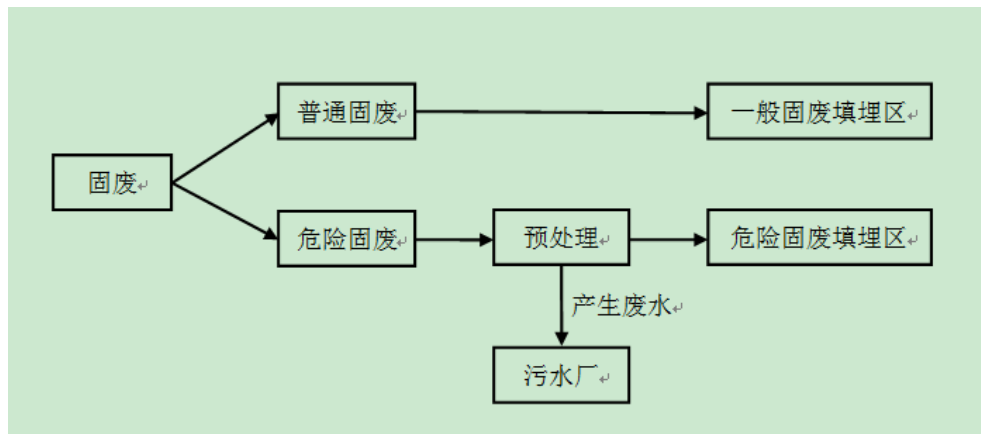 普通固废
一般固废填埋区
固废
危险固废
预处理
危险固废填埋区
产生废水
污水厂